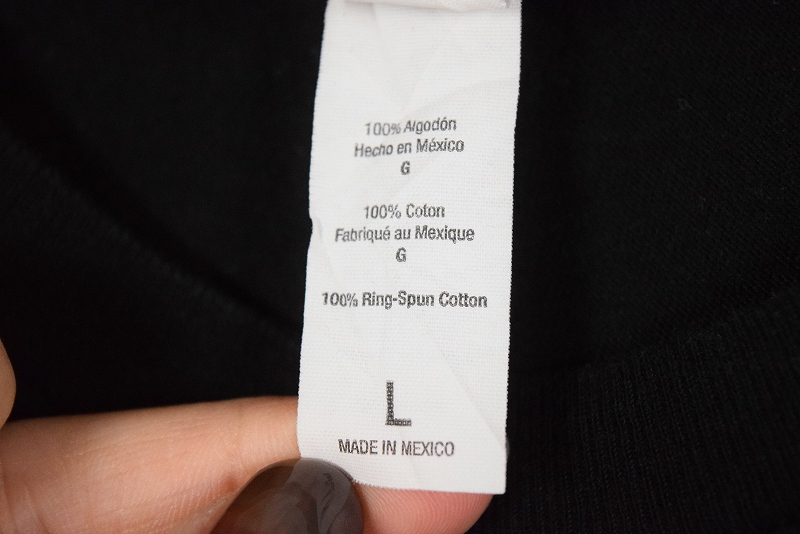 100% Algodón
Hecho en México
G
100% Coton
Fabriqué au Mexique
G
100% Ring-Spun Cotton
L
MADE IN MEXICO